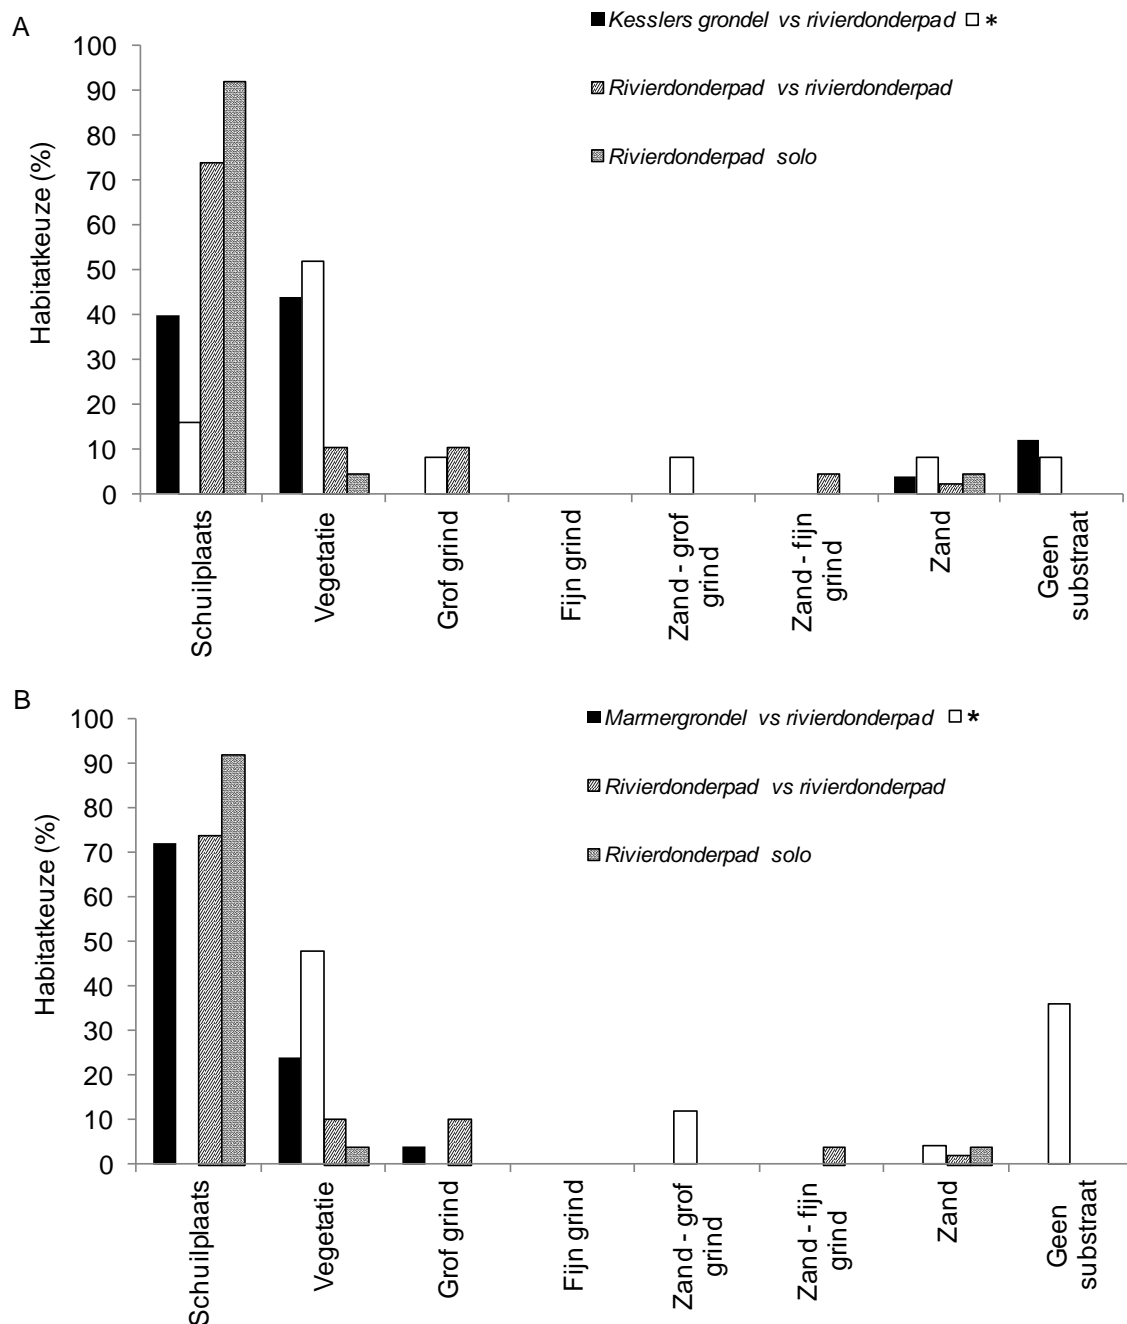 A
Kesslers grondel vs rivierdonderpad *
Rivierdonderpad vs rivierdonderpad
Rivierdonderpad solo
Habitatkeuze (%)
100
90
80
70
60
50
40
30
20
10
0
Schuilplaats
Vegetatie
Grof grind
Fijn grind
Zand - grof
grind
Zand - fijn
grind
Zand
Geen
substraat
B
Marmergrondel vs rivierdonderpad *
Rivierdonderpad vs rivierdonderpad
Rivierdonderpad solo
Habitatkeuze (%)
100
90
80
70
60
50
40
30
20
10
0
Schuilplaats
Vegetatie
Grof grind
Fijn grind
Zand - grof
grind
Zand - fijn
grind
Zand
Geen
substraat